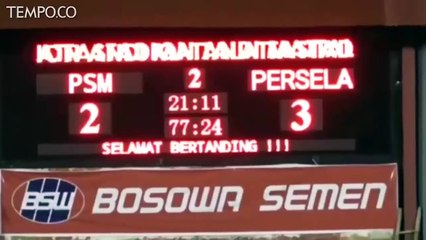 TEMPO.CO
PSM 2 PERSELA
2 21:11 3
77:24
SELAMAT BERTANDING !!!
BSW BOSOWA SEMEN